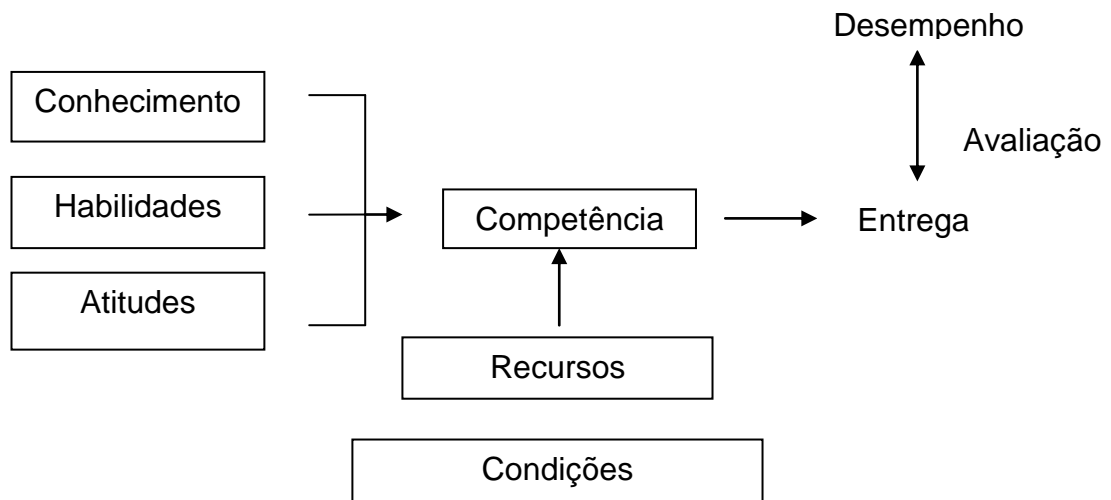 Desempenho
Conhecimento
Avaliação
Habilidades
Competência
Entrega
Atitudes
Recursos
Condições